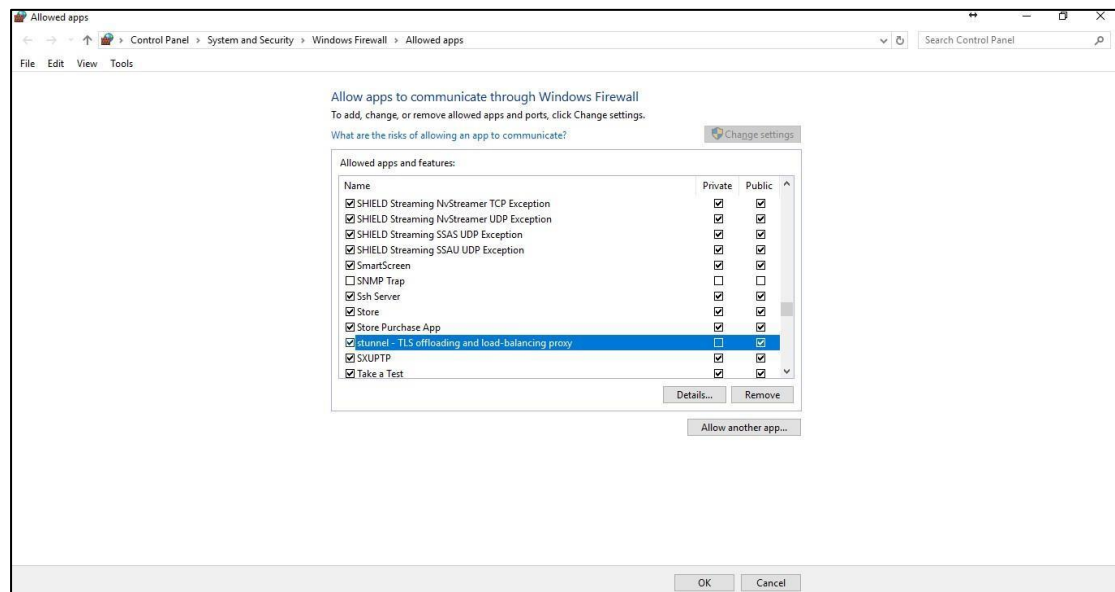 Allowed apps
Control Panel > System and Security > Windows Firewall > Allowed apps
Search Control Panel
File Edit View Tools
Allow apps to communicate through Windows Firewall
To add, change, or remove allowed apps and ports, click Change settings.
What are the risks of allowing an app to communicate?
Change settings
Allowed apps and features:
Name Private Public
SHIELD Streaming NvStreamer TCP Exception
SHIELD Streaming NvStreamer UDP Exception
SHIELD Streaming SSAS UDP Exception
SHIELD Streaming SSAU UDP Exception
SmartScreen
SNMP Trap
Ssh Server
Store
Store Purchase App
stunnel - TLS offloading and load-balancing proxy
SXUPTP
Take a Test
Details... Remove
Allow another app...
OK Cancel